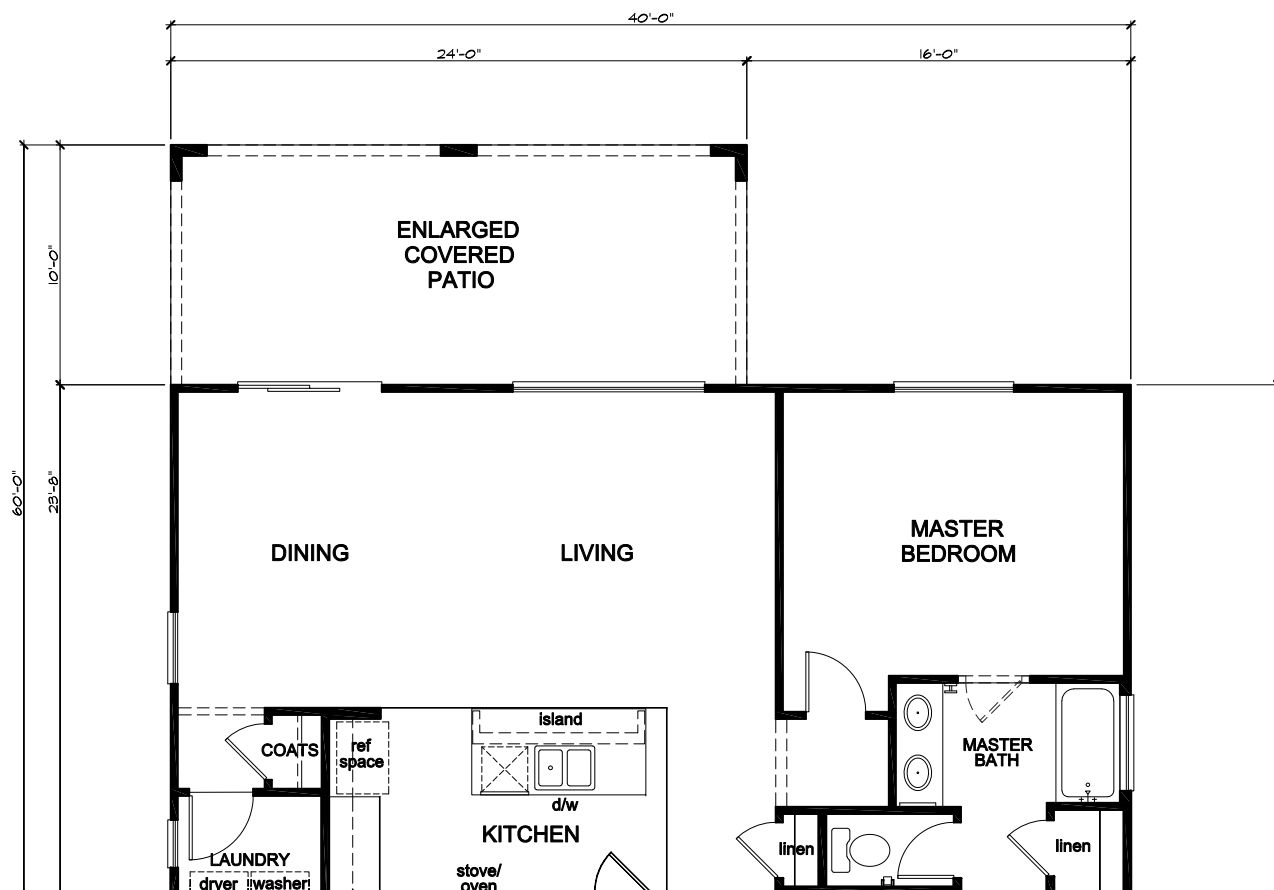 40'-0"
24'-0"
16'-0"
ENLARGED
COVERED
PATIO
10'-0"
60'-0"
23'-8"
DINING
LIVING
MASTER
BEDROOM
island
COATS
ref
space
MASTER
BATH
d/w
KITCHEN
linen
linen
LAUNDRY
stove/
oven
dryer
washer